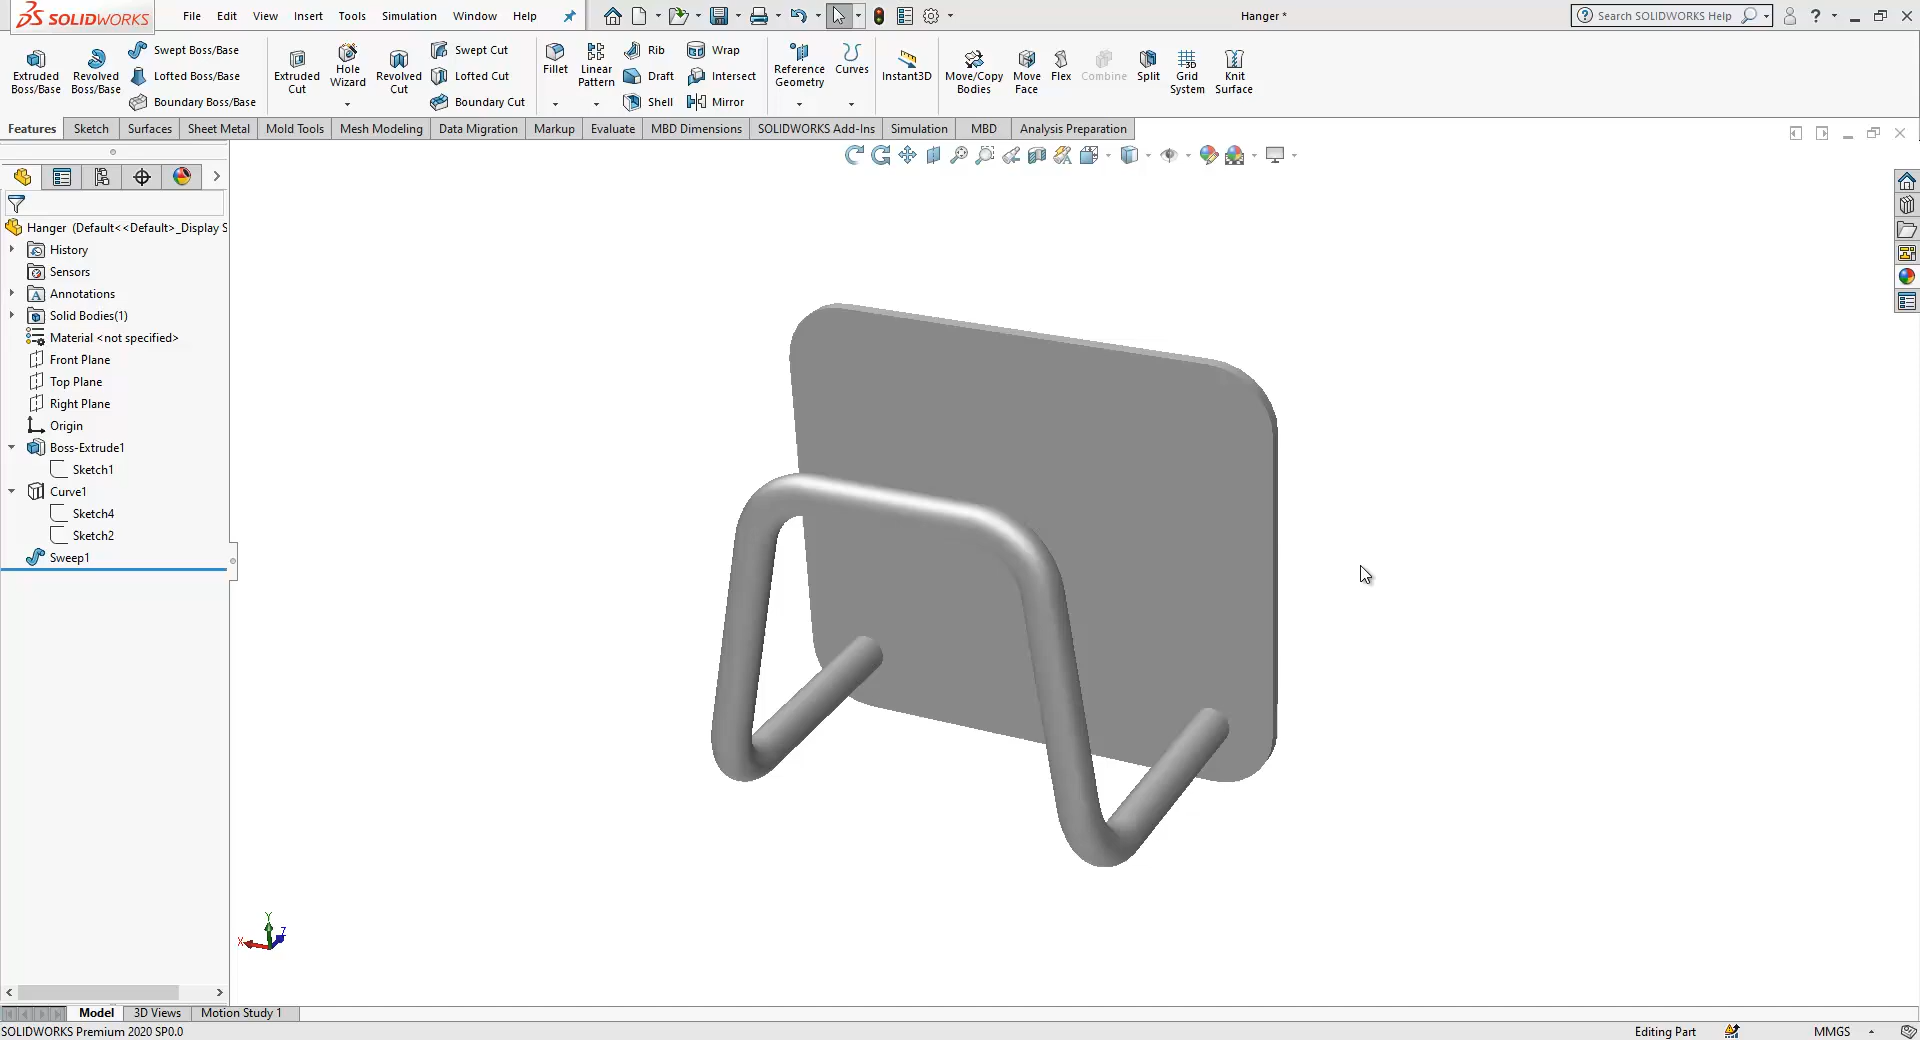 SOLIDWORKS File Edit View Insert Tools Simulation Window Help Hanger * Search SOLIDWORKS Help ?
Extruded Boss/Base
Revolved Boss/Base
Swept Boss/Base
Lofted Boss/Base
Boundary Boss/Base
Extruded Cut
Hole Wizard
Revolved Cut
Swept Cut
Lofted Cut
Boundary Cut
Fillet
Linear Pattern
Rib
Draft
Shell
Wrap
Intersect
Mirror
Reference Geometry
Curves
Instant3D
Move/Copy Bodies
Move Face
Flex
Combine
Split
Grid System
Knit Surface
Features Sketch Surfaces Sheet Metal Mold Tools Mesh Modeling Data Migration Markup Evaluate MBD Dimensions SOLIDWORKS Add-Ins Simulation MBD Analysis Preparation
Hanger (Default<<Default>_Display S
History
Sensors
Annotations
Solid Bodies(1)
Material <not specified>
Front Plane
Top Plane
Right Plane
Origin
Boss-Extrude1
Sketch1
Curve1
Sketch4
Sketch2
Sweep1
Y
X
Z
Model 3D Views Motion Study 1
SOLIDWORKS Premium 2020 SP0.0 Editing Part MMGS